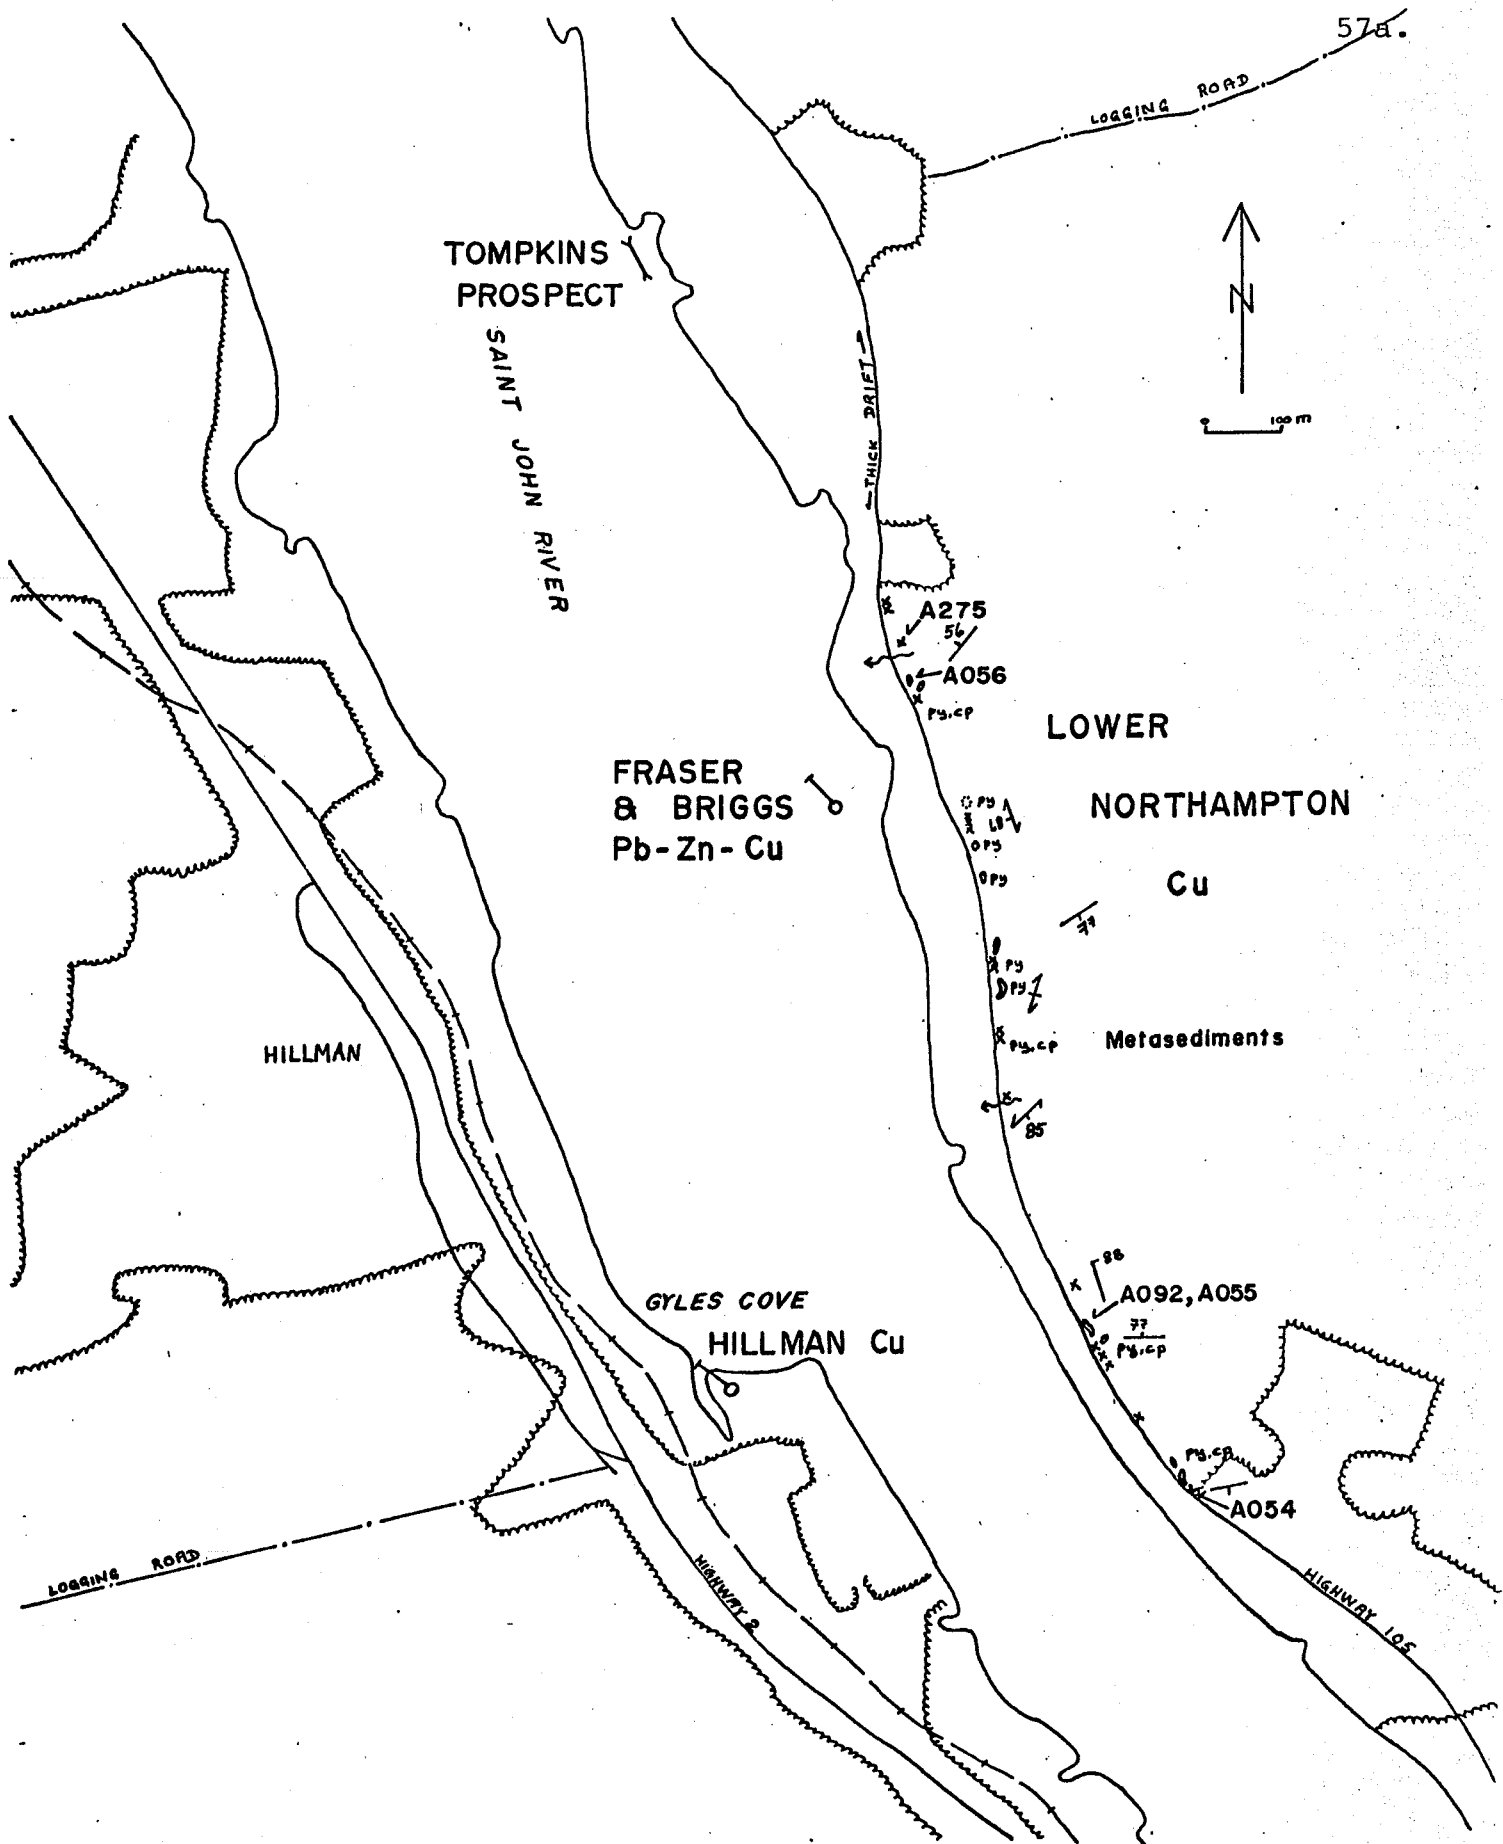 57a.
LOGGING ROAD
TOMPKINS
PROSPECT
N
SAINT JOHN RIVER
THICK DRIFT
0 100 m
A275
56
A056
py,cp
LOWER
NORTHAMPTON
Cu
FRASER
& BRIGGS
Pb-Zn-Cu
py
68
py
py
77
py
py
HILLMAN
py,cp
Metasediments
85
88
A092, A055
77
py,cp
GYLES COVE
HILLMAN Cu
py,cp
A054
LOGGING ROAD
HIGHWAY 2
HIGHWAY 105